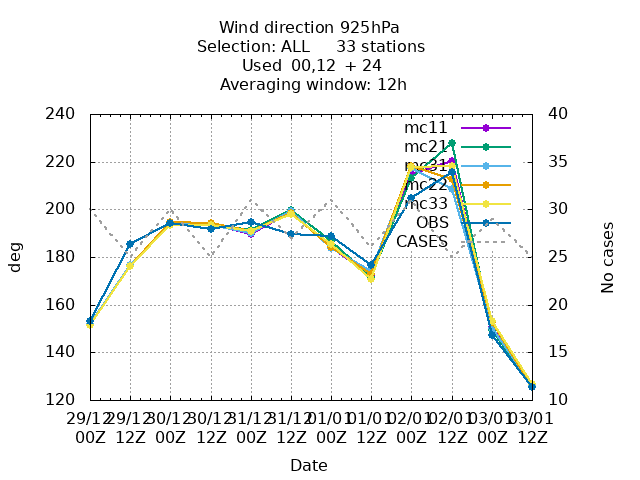 Wind direction 925hPa
Selection: ALL 33 stations
Used 00,12 + 24
Averaging window: 12h
240
220
200
180
160
140
120
deg
40
35
30
25
20
15
10
No cases
mc11
mc21
mc31
mc22
mc33
OBS
CASES
29/12 29/12 30/12 30/12 31/12 31/12 01/01 01/01 02/01 02/01 03/01 03/01
00Z 12Z 00Z 12Z 00Z 12Z 00Z 12Z 00Z 12Z 00Z 12Z
Date